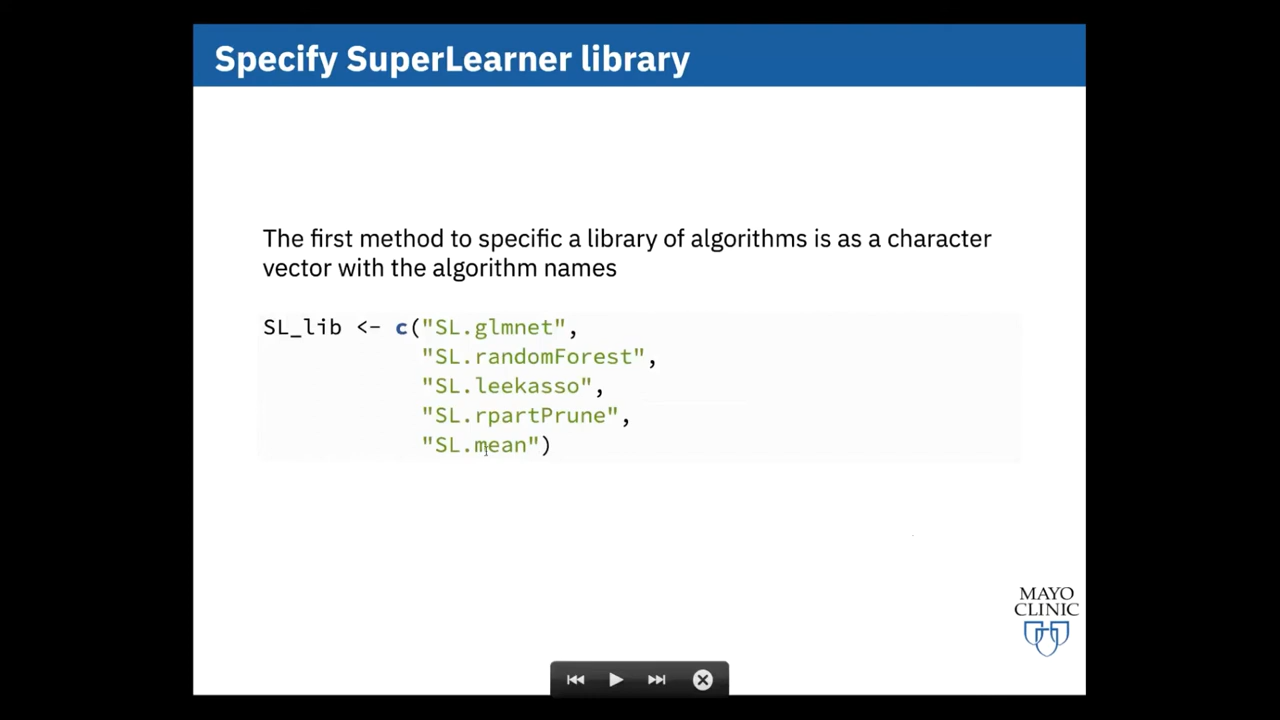 Specify SuperLearner library
The first method to specific a library of algorithms is as a character
vector with the algorithm names
SL_lib <- c("SL.glmnet",
"SL.randomForest",
"SL.leekasso",
"SL.rpartPrune",
"SL.mean")
MAYO
CLINIC